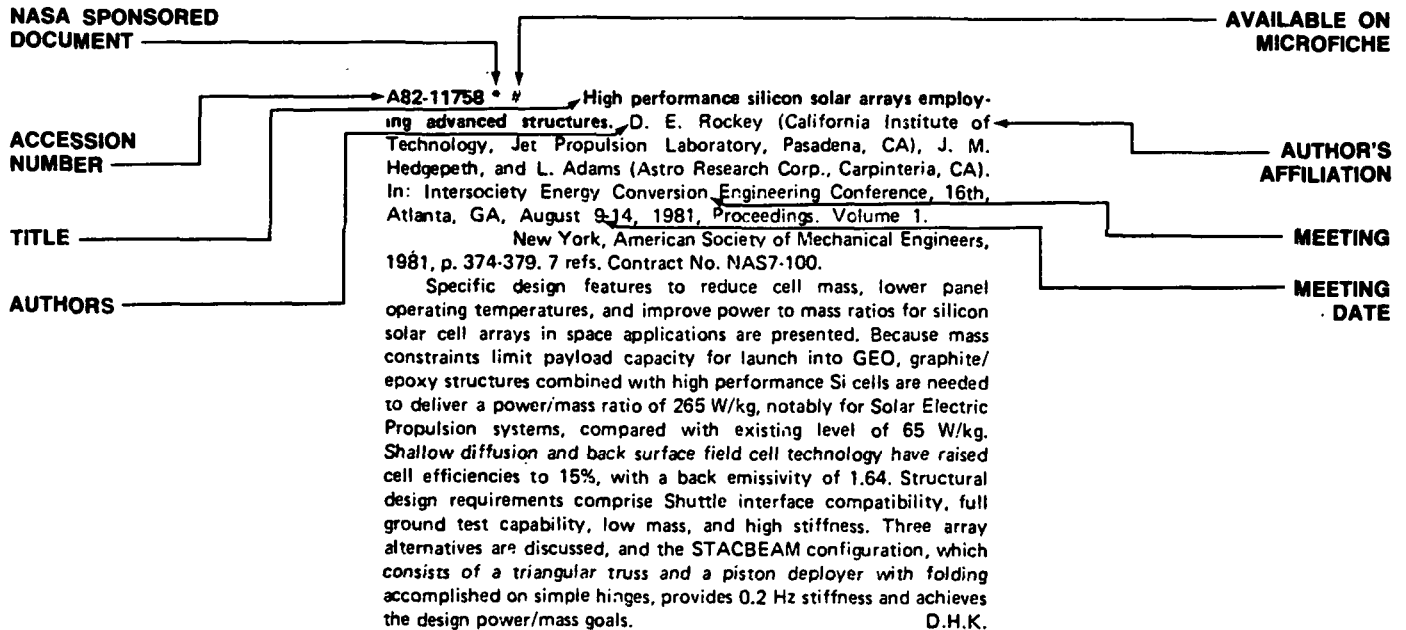 NASA SPONSORED
DOCUMENT
AVAILABLE ON
MICROFICHE
ACCESSION
NUMBER
TITLE
AUTHORS
A82-11758 * # High performance silicon solar arrays employ-
ing advanced structures. D. E. Rockey (California Institute of
Technology, Jet Propulsion Laboratory, Pasadena, CA), J. M.
Hedgepeth, and L. Adams (Astro Research Corp., Carpinteria, CA).
In: Intersociety Energy Conversion Engineering Conference, 16th,
Atlanta, GA, August 9-14, 1981, Proceedings. Volume 1.
New York, American Society of Mechanical Engineers,
1981, p. 374-379. 7 refs. Contract No. NAS7-100.
Specific design features to reduce cell mass, lower panel
operating temperatures, and improve power to mass ratios for silicon
solar cell arrays in space applications are presented. Because mass
constraints limit payload capacity for launch into GEO, graphite/
epoxy structures combined with high performance Si cells are needed
to deliver a power/mass ratio of 265 W/kg, notably for Solar Electric
Propulsion systems, compared with existing level of 65 W/kg.
Shallow diffusion and back surface field cell technology have raised
cell efficiencies to 15%, with a back emissivity of 1.64. Structural
design requirements comprise Shuttle interface compatibility, full
ground test capability, low mass, and high stiffness. Three array
alternatives are discussed, and the STACBEAM configuration, which
consists of a triangular truss and a piston deployer with folding
accomplished on simple hinges, provides 0.2 Hz stiffness and achieves
the design power/mass goals. D.H.K.
AUTHOR'S
AFFILIATION
MEETING
MEETING
DATE